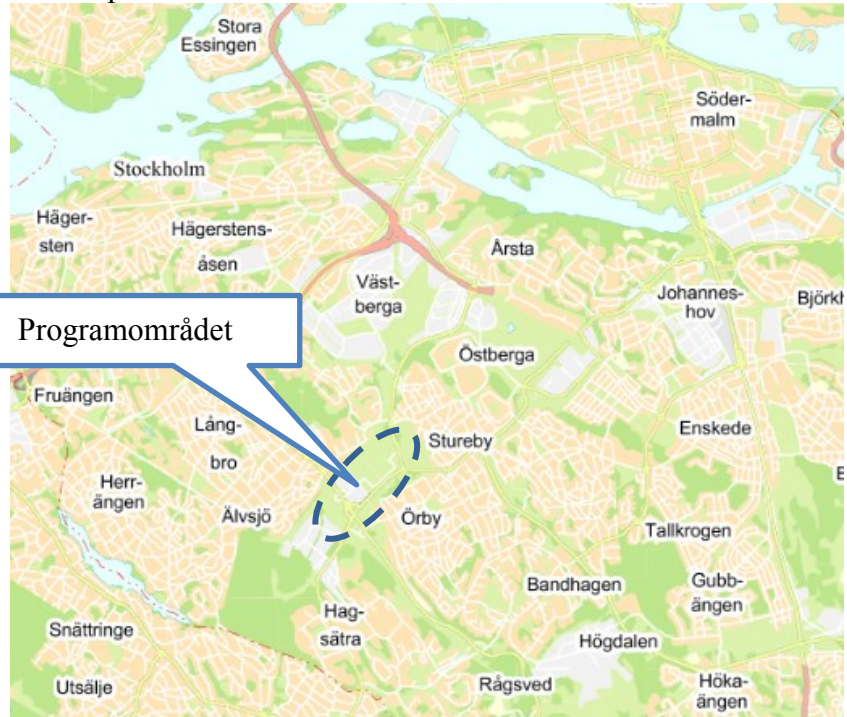 Stora
Essingen
Söder-
malm
Stockholm
Häger-
sten
Hägerstens-
åsen
Årsta
Väst-
berga
Johannes-
hov
Björkh
Programområdet
Östberga
Fruängen
Lång-
bro
Stureby
Enskede
Herr-
ängen
Älvsjö
Örby
Tallkrogen
Bandhagen
Gubb-
ängen
Hag-
sätra
Snättringe
Högdalen
Utsälje
Rågsved
Höka-
ängen